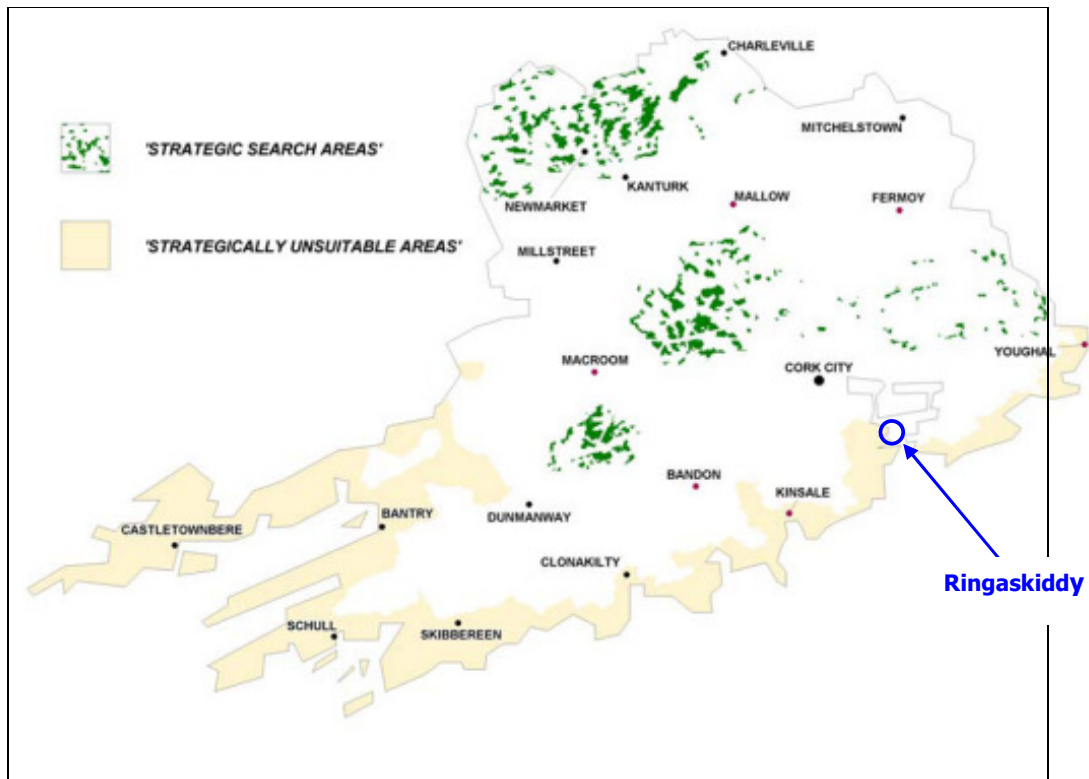 CHARLEVILLE
'STRATEGIC SEARCH AREAS'
MITCHELSTOWN
KANTURK
NEWMARKET
MALLOW
FERMOY
'STRATEGICALLY UNSUITABLE AREAS'
MILLSTREET
YOUGHAL
MACROOM
CORK CITY
BANDON
KINSALE
DUNMANWAY
BANTRY
CASTLETOWNBERE
CLONAKILTY
Ringaskiddy
SCHULL
SKIBBEREEN